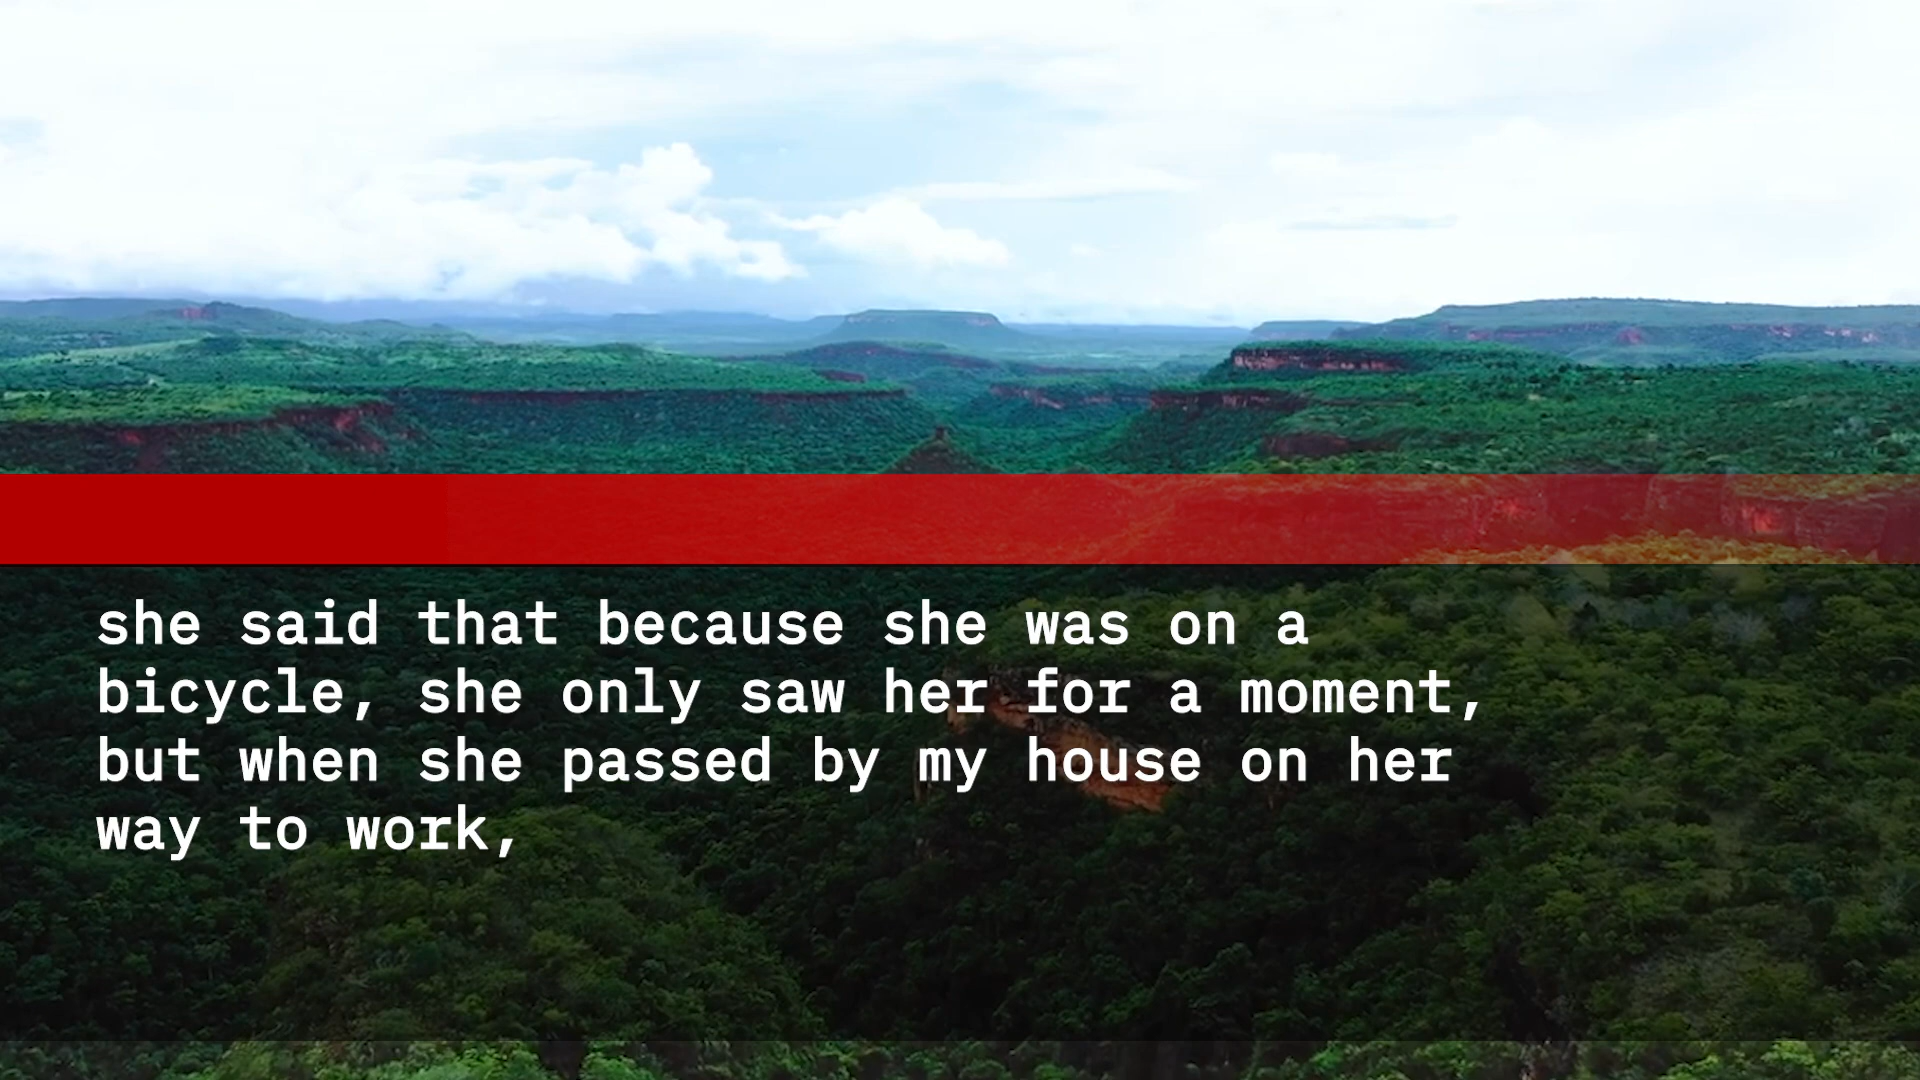 she said that because she was on a
bicycle, she only saw her for a moment,
but when she passed by my house on her
way to work,